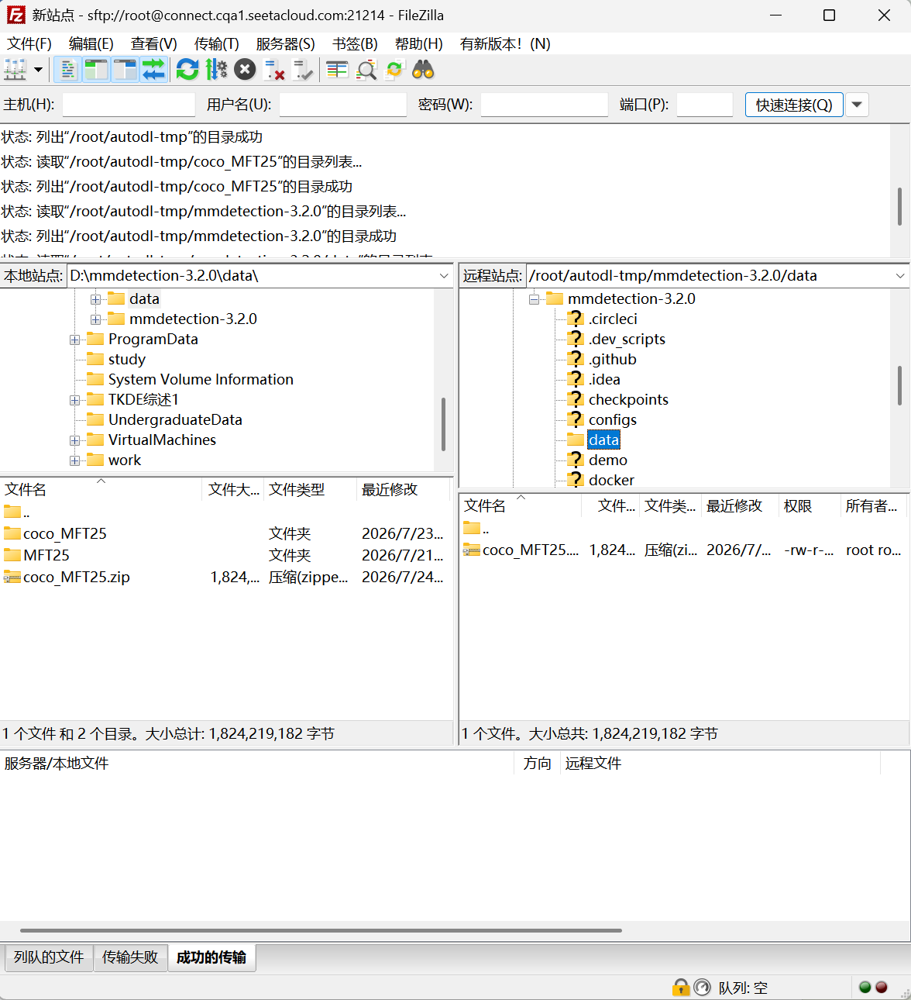 新站点 - sftp://root@connect.cqa1.seetacloud.com:21214 - FileZilla
文件(F) 编辑(E) 查看(V) 传输(T) 服务器(S) 书签(B) 帮助(H) 有新版本！(N)
主机(H): 用户名(U): 密码(W): 端口(P): 快速连接(Q)
状态: 列出“/root/autodl-tmp”的目录成功
状态: 读取“/root/autodl-tmp/coco_MFT25”的目录列表...
状态: 列出“/root/autodl-tmp/coco_MFT25”的目录成功
状态: 读取“/root/autodl-tmp/mmdetection-3.2.0”的目录列表...
状态: 列出“/root/autodl-tmp/mmdetection-3.2.0”的目录成功
本地站点: D:\mmdetection-3.2.0\data\
data
mmdetection-3.2.0
ProgramData
study
System Volume Information
TKDE综述1
UndergraduateData
VirtualMachines
work
文件名 文件大... 文件类型 最近修改
..
coco_MFT25 文件夹 2026/7/23...
MFT25 文件夹 2026/7/21...
coco_MFT25.zip 1,824,... 压缩(zippe... 2026/7/24...
1 个文件 和 2 个目录。大小总计: 1,824,219,182 字节
远程站点: /root/autodl-tmp/mmdetection-3.2.0/data
mmdetection-3.2.0
.circleci
.dev_scripts
.github
.idea
checkpoints
configs
data
demo
docker
文件名 文件... 文件类... 最近修改 权限 所有者...
..
coco_MFT25.... 1,824... 压缩(zi... 2026/7/... -rw-r-... root ro...
1 个文件。大小总共: 1,824,219,182 字节
服务器/本地文件 方向 远程文件
列队的文件 传输失败 成功的传输
队列: 空